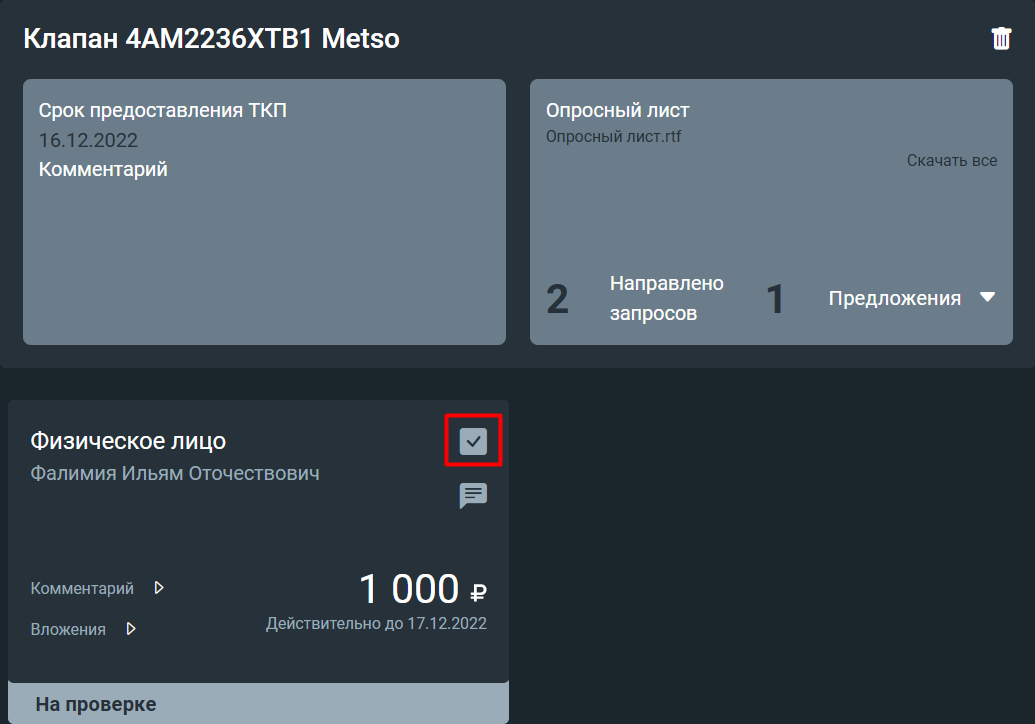 Клапан 4AM2236XTB1 Metso
Срок предоставления ТКП
16.12.2022
Комментарий
Опросный лист
Опросный лист.rtf
Скачать все
2 Направлено запросов
1 Предложения
Физическое лицо
Фалимия Ильям Оточествович
Комментарий
1 000 ₽
Действительно до 17.12.2022
Вложения
На проверке